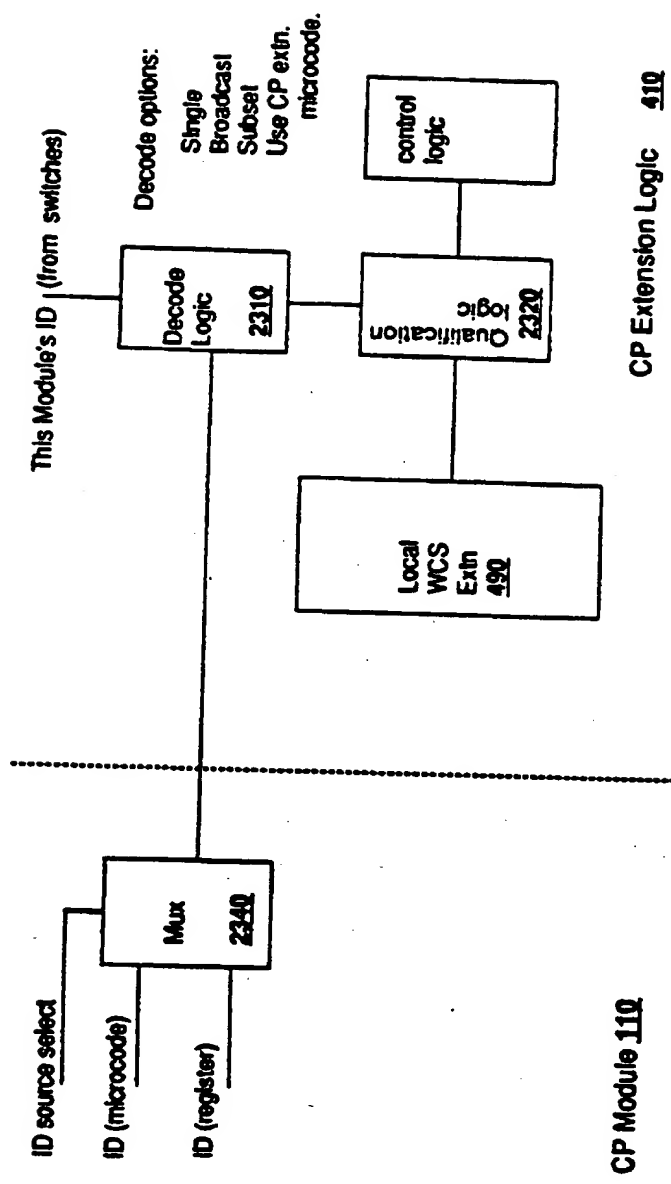 ID source select
ID (microcode)
ID (register)
Mux
2340
CP Module 110
This Module's ID (from switches)
Decode
Logic
2310
Decode options:
Single
Broadcast
Subset
Use CP extn.
microcode.
Local
WCS
Extn
490
Qualification
logic
2320
control
logic
CP Extension Logic 410